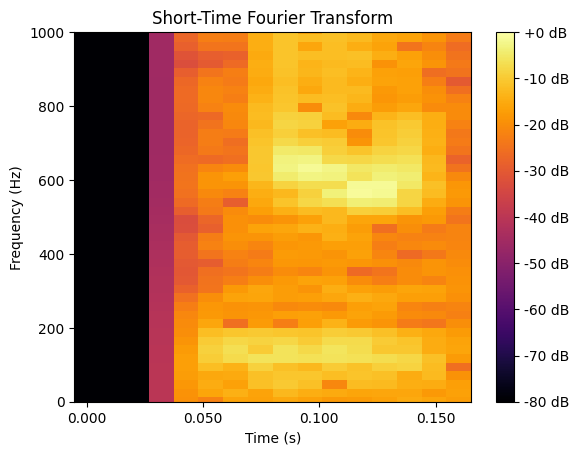 Short-Time Fourier Transform
Frequency (Hz)
1000
800
600
400
200
0
0.000
0.050
0.100
0.150
Time (s)
+0 dB
-10 dB
-20 dB
-30 dB
-40 dB
-50 dB
-60 dB
-70 dB
-80 dB